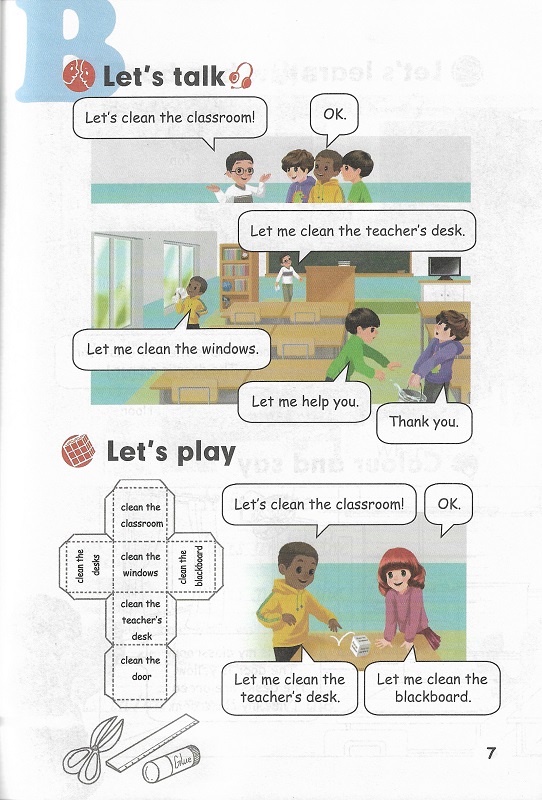 B
Let's talk
Let's clean the classroom!
OK.
Let me clean the teacher's desk.
Let me clean the windows.
Let me help you.
Thank you.
Let's play
clean the
classroom
clean the
desks
clean the
windows
clean the
blackboard
clean the
teacher's
desk
clean the
door
Glue
Let's clean the classroom!
OK.
Let me clean the
teacher's desk.
Let me clean the
blackboard.
7